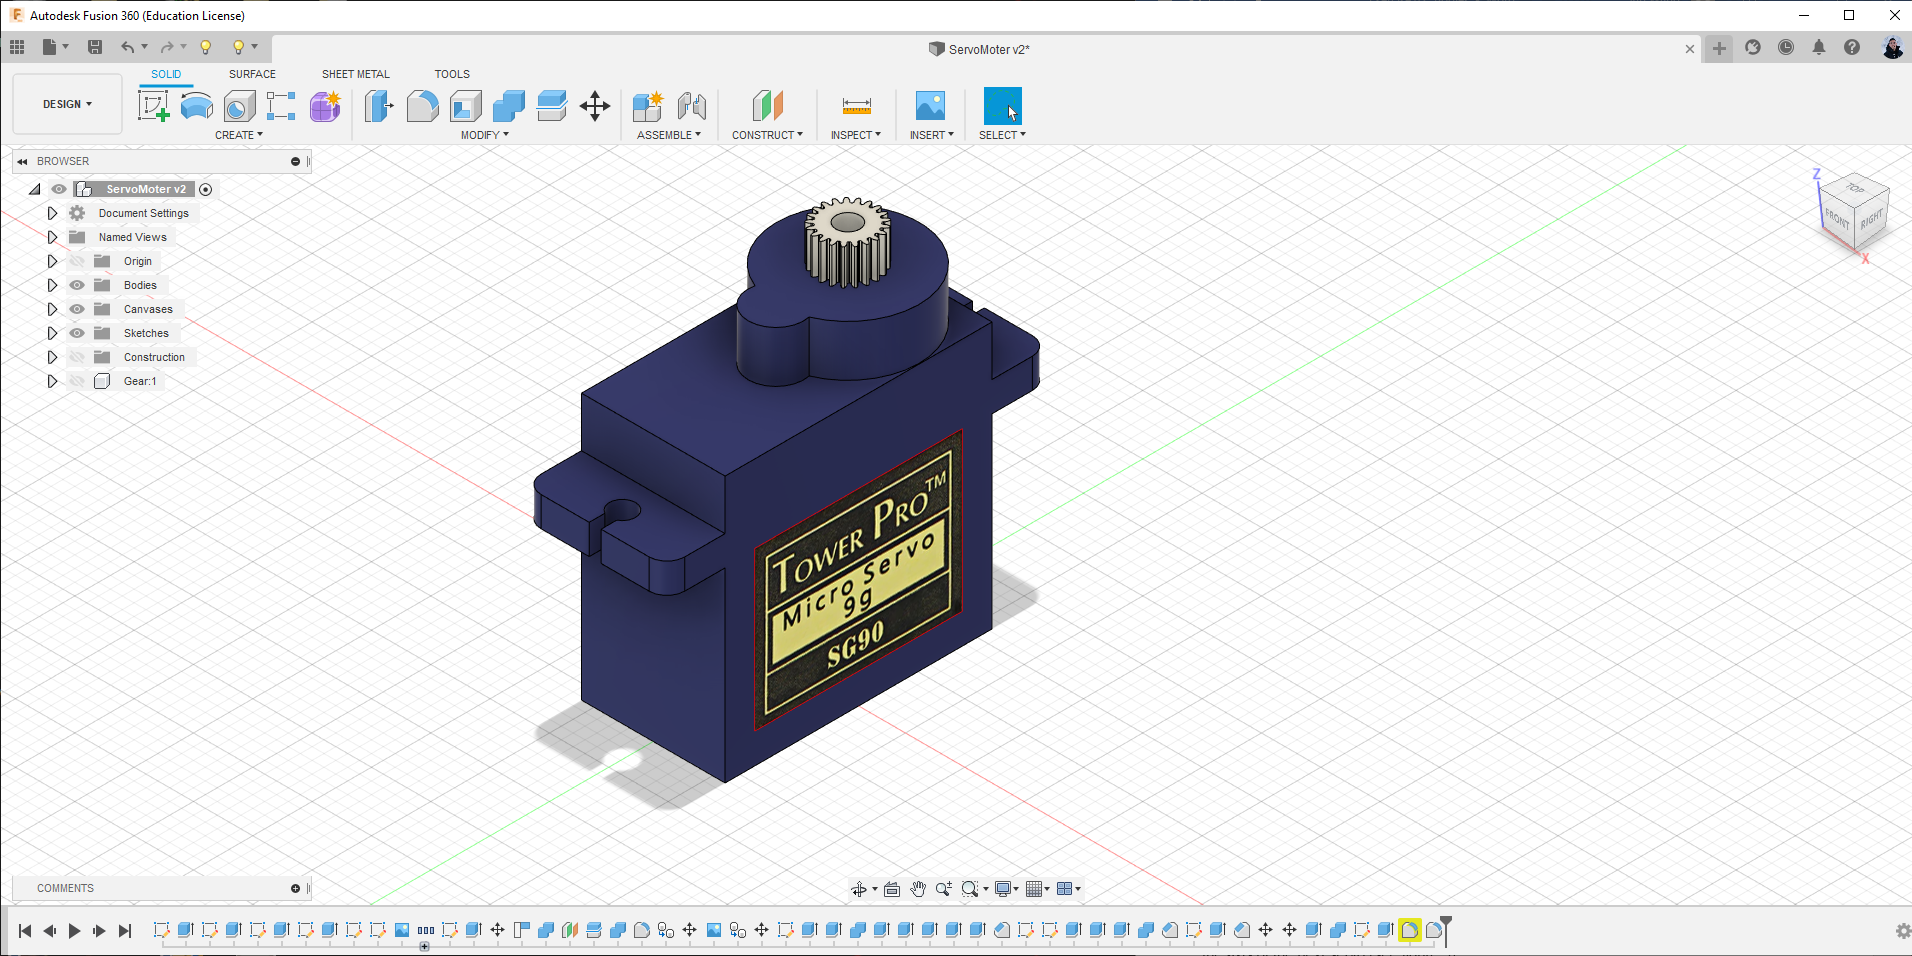 Autodesk Fusion 360 (Education License)
ServoMoter v2*
SOLID
SURFACE
SHEET METAL
TOOLS
DESIGN
CREATE
MODIFY
ASSEMBLE
CONSTRUCT
INSPECT
INSERT
SELECT
BROWSER
ServoMoter v2
Document Settings
Named Views
Origin
Bodies
Canvases
Sketches
Construction
Gear:1
Z
TOP
FRONT
RIGHT
X
TOWER PRO™
Micro Servo
9g
SG90
COMMENTS